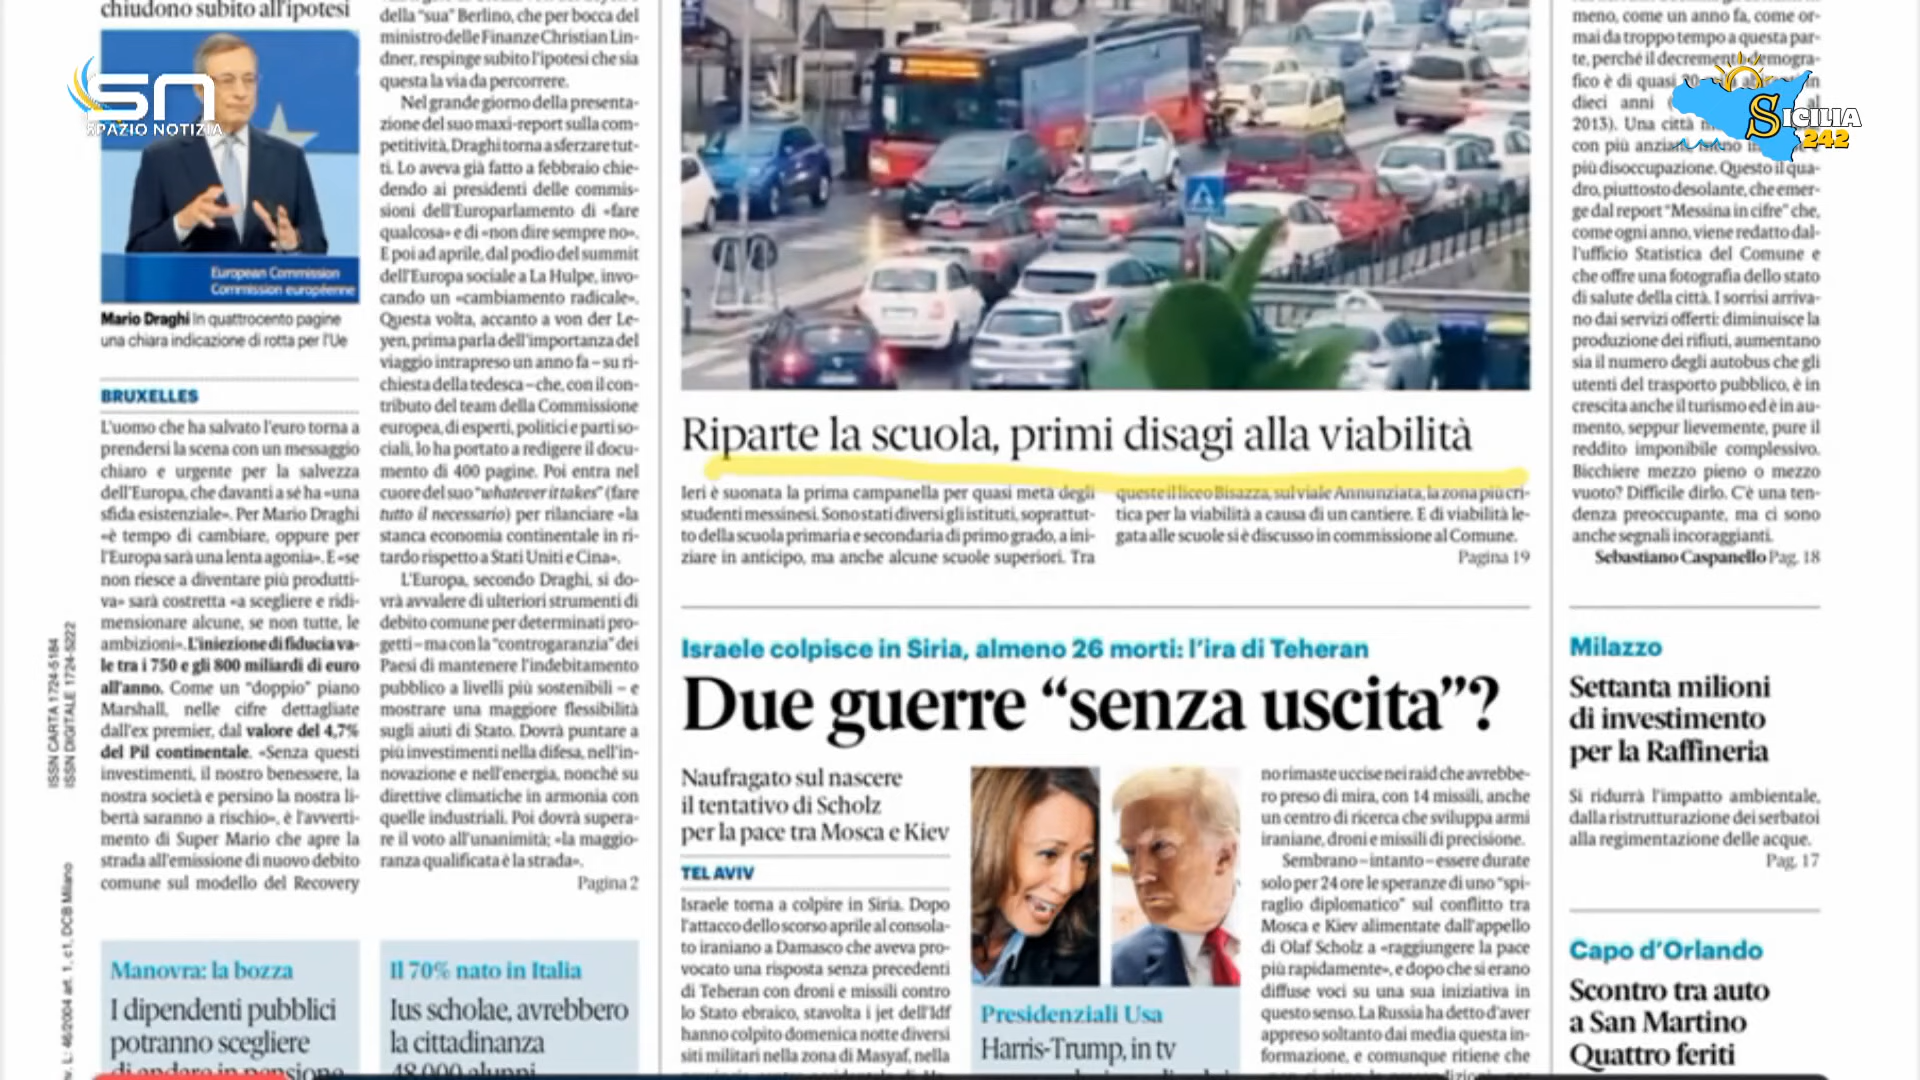 chiudono subito all'ipotesi
SN
SPAZIO NOTIZIA
European Commission
Commission européenne
Mario Draghi In quattrocento pagine
una chiara indicazione di rotta per l'Ue
BRUXELLES
L'uomo che ha salvato l'euro torna a
prendersi la scena con un messaggio
chiaro e urgente per la salvezza
dell'Europa, che davanti a sé ha «una
sfida esistenziale». Per Mario Draghi
«è tempo di cambiare, oppure per
l'Europa sarà una lenta agonia». E «se
non riesce a diventare più produtti-
va» sarà costretta «a scegliere e ridi-
mensionare alcune, se non tutte, le
ambizioni». L'iniezione di fiducia va-
le tra i 750 e gli 800 miliardi di euro
all'anno. Come un "doppio" piano
Marshall, nelle cifre dettagliate
dall'ex premier, dal valore del 4,7%
del Pil continentale. «Senza questi
investimenti, il nostro benessere, la
nostra società e persino la nostra li-
bertà saranno a rischio», è l'avverti-
mento di Super Mario che apre la
strada all'emissione di nuovo debito
comune sul modello del Recovery
della "sua" Berlino, che per bocca del
ministro delle Finanze Christian Lin-
dner, respinge subito l'ipotesi che sia
questa la via da percorrere.
Nel grande giorno della presenta-
zione del suo maxi-report sulla com-
petitività, Draghi torna a sferzare tut-
ti. Lo aveva già fatto a febbraio chie-
dendo ai presidenti delle commis-
sioni dell'Europarlamento di «fare
qualcosa» e di «non dire sempre no».
E poi ad aprile, dal podio del summit
dell'Europa sociale a La Hulpe, invo-
cando un «cambiamento radicale».
Questa volta, accanto a von der Le-
yen, prima parla dell'importanza del
viaggio intrapreso un anno fa – su ri-
chiesta della tedesca – che, con il con-
tributo del team della Commissione
europea, di esperti, politici e parti so-
ciali, lo ha portato a redigere il docu-
mento di 400 pagine. Poi entra nel
cuore del suo "whatever it takes" (fare
tutto il necessario) per rilanciare «la
stanca economia continentale in ri-
tardo rispetto a Stati Uniti e Cina».
L'Europa, secondo Draghi, si do-
vrà avvalere di ulteriori strumenti di
debito comune per determinati pro-
getti – ma con la "controgaranzia" dei
Paesi di mantenere l'indebitamento
pubblico a livelli più sostenibili – e
mostrare una maggiore flessibilità
sugli aiuti di Stato. Dovrà puntare a
più investimenti nella difesa, nell'in-
novazione e nell'energia, nonché su
direttive climatiche in armonia con
quelle industriali. Poi dovrà supera-
re il voto all'unanimità; «la maggio-
ranza qualificata è la strada».
Pagina 2
ISSN CARTA 1724-5184
ISSN DIGITALE 1724-5222
L.: 46/2004 art. 1, c1, DCB Milano
Manovra: la bozza
I dipendenti pubblici
potranno scegliere
di andare in pensione
Il 70% nato in Italia
Ius scholae, avrebbero
la cittadinanza
48.000 alunni
Riparte la scuola, primi disagi alla viabilità
Ieri è suonata la prima campanella per quasi metà degli
studenti messinesi. Sono stati diversi gli istituti, soprattut-
to della scuola primaria e secondaria di primo grado, a ini-
ziare in anticipo, ma anche alcune scuole superiori. Tra
queste il liceo Bisazza, sul viale Annunziata, la zona più cri-
tica per la viabilità a causa di un cantiere. E di viabilità le-
gata alle scuole si è discusso in commissione al Comune.
Pagina 19
Israele colpisce in Siria, almeno 26 morti: l'ira di Teheran
Due guerre "senza uscita"?
Naufragato sul nascere
il tentativo di Scholz
per la pace tra Mosca e Kiev
TEL AVIV
Israele torna a colpire in Siria. Dopo
l'attacco dello scorso aprile al consola-
to iraniano a Damasco che aveva pro-
vocato una risposta senza precedenti
di Teheran con droni e missili contro
lo Stato ebraico, stavolta i jet dell'Idf
hanno colpito domenica notte diversi
siti militari nella zona di Masyaf, nella
Presidenziali Usa
Harris-Trump, in tv
no rimaste uccise nei raid che avrebbe-
ro preso di mira, con 14 missili, anche
un centro di ricerca che sviluppa armi
iraniane, droni e missili di precisione.
Sembrano – intanto – essere durate
solo per 24 ore le speranze di uno "spi-
raglio diplomatico" sul conflitto tra
Mosca e Kiev alimentate dall'appello
di Olaf Scholz a «raggiungere la pace
più rapidamente», e dopo che si erano
diffuse voci su una sua iniziativa in
questo senso. La Russia ha detto d'aver
appreso soltanto dai media questa in-
formazione, e comunque ritiene che
meno, come un anno fa, come or-
mai da troppo tempo a questa par-
te, perché il decremento demogra-
fico è di quasi
dieci anni
2013). Una città
con più anziani, meno
più disoccupazione. Questo il qua-
dro, piuttosto desolante, che emer-
ge dal report "Messina in cifre" che,
come ogni anno, viene redatto dal-
l'ufficio Statistica del Comune e
che offre una fotografia dello stato
di salute della città. I sorrisi arriva-
no dai servizi offerti: diminuisce la
produzione dei rifiuti, aumentano
sia il numero degli autobus che gli
utenti del trasporto pubblico, è in
crescita anche il turismo ed è in au-
mento, seppur lievemente, pure il
reddito imponibile complessivo.
Bicchiere mezzo pieno o mezzo
vuoto? Difficile dirlo. C'è una ten-
denza preoccupante, ma ci sono
anche segnali incoraggianti.
Sebastiano Caspanello Pag. 18
SICILIA
242
Milazzo
Settanta milioni
di investimento
per la Raffineria
Si ridurrà l'impatto ambientale,
dalla ristrutturazione dei serbatoi
alla regimentazione delle acque.
Pag. 17
Capo d'Orlando
Scontro tra auto
a San Martino
Quattro feriti